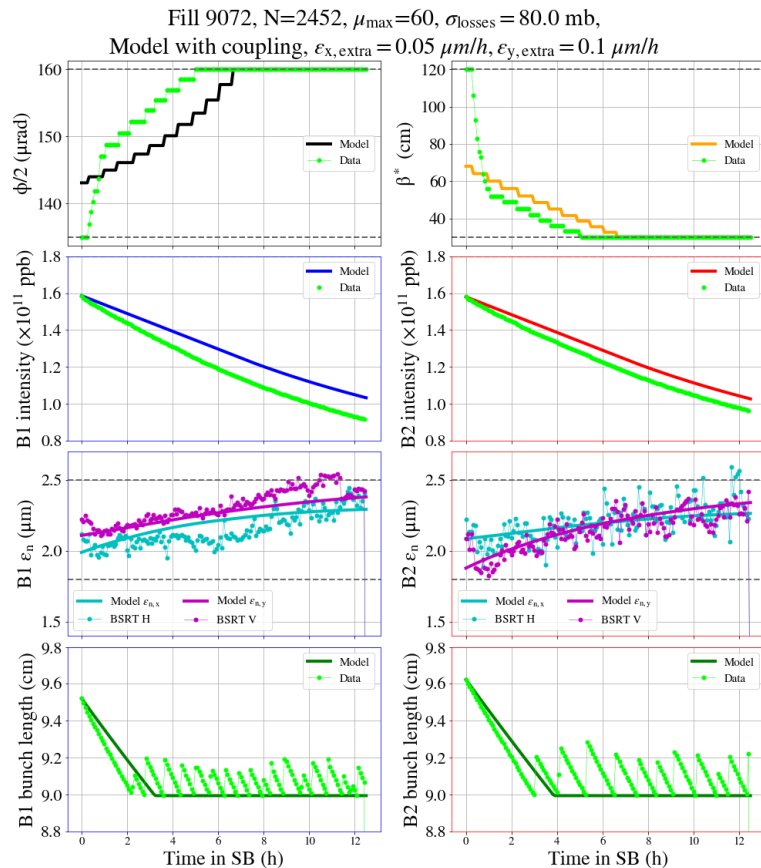 Fill 9072, N=2452, μmax=60, σlosses=80.0 mb,
Model with coupling, εx,extra=0.05 μm/h, εy,extra=0.1 μm/h
160
150
140
ϕ/2 (μrad)
Model
Data
120
100
80
60
40
β* (cm)
Model
Data
1.8
1.6
1.4
1.2
1.0
0.8
B1 intensity (×10¹¹ ppb)
Model
Data
1.8
1.6
1.4
1.2
1.0
0.8
B2 intensity (×10¹¹ ppb)
Model
Data
2.5
2.0
1.5
B1 εn (μm)
Model εn,x
BSRT H
Model εn,y
BSRT V
2.5
2.0
1.5
B2 εn (μm)
Model εn,x
BSRT H
Model εn,y
BSRT V
9.8
9.6
9.4
9.2
9.0
8.8
B1 bunch length (cm)
Model
Data
0 2 4 6 8 10 12
Time in SB (h)
9.8
9.6
9.4
9.2
9.0
8.8
B2 bunch length (cm)
Model
Data
0 2 4 6 8 10 12
Time in SB (h)